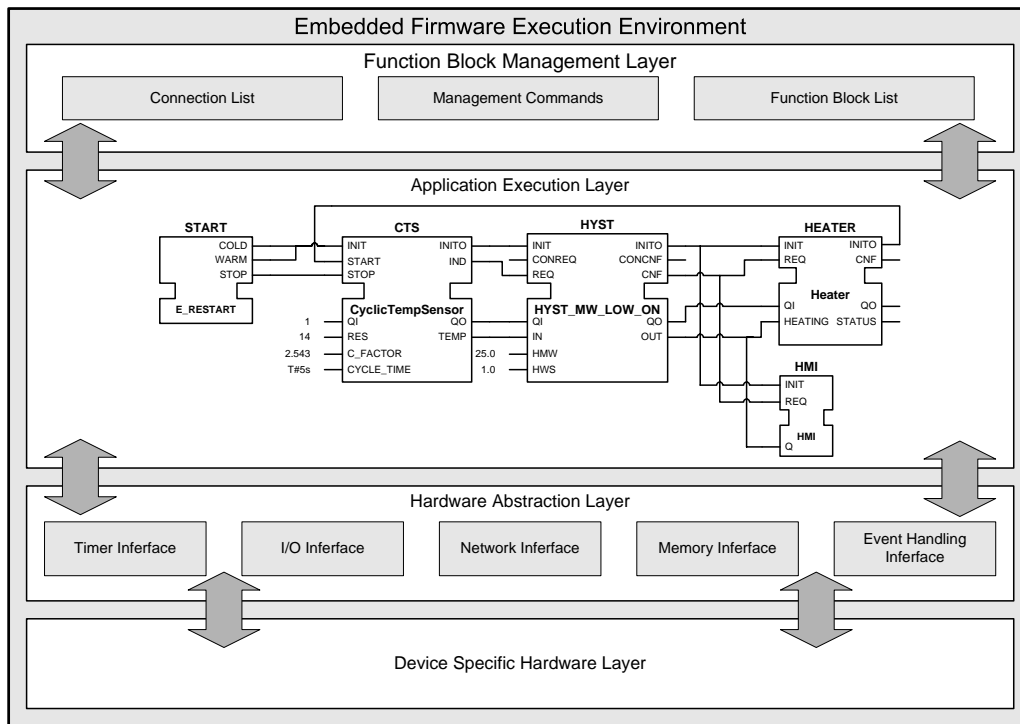 Embedded Firmware Execution Environment
Function Block Management Layer
Connection List
Management Commands
Function Block List
Application Execution Layer
START
COLD
WARM
STOP
E_RESTART
CTS
INIT
START
STOP
INITO
IND
CyclicTempSensor
QI
RES
C_FACTOR
CYCLE_TIME
QO
TEMP
1
14
2.543
T#5s
HYST
INIT
CONREQ
REQ
INITO
CONCNF
CNF
HYST_MW_LOW_ON
QI
IN
HMW
HWS
QO
OUT
25.0
1.0
HEATER
INIT
REQ
INITO
CNF
Heater
QI
HEATING
QO
STATUS
HMI
INIT
REQ
HMI
Q
Hardware Abstraction Layer
Timer Inferface
I/O Inferface
Network Inferface
Memory Inferface
Event Handling
Inferface
Device Specific Hardware Layer